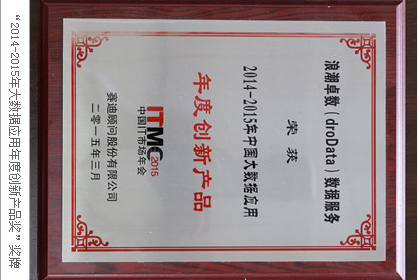 浪潮卓数（droData）数据服务
荣获
2014-2015年中国大数据应用
年度创新产品
ITMC2015
中国IT市场年会
赛迪顾问股份有限公司
二零一五年三月
“2014-2015年大数据应用年度创新产品奖”奖牌